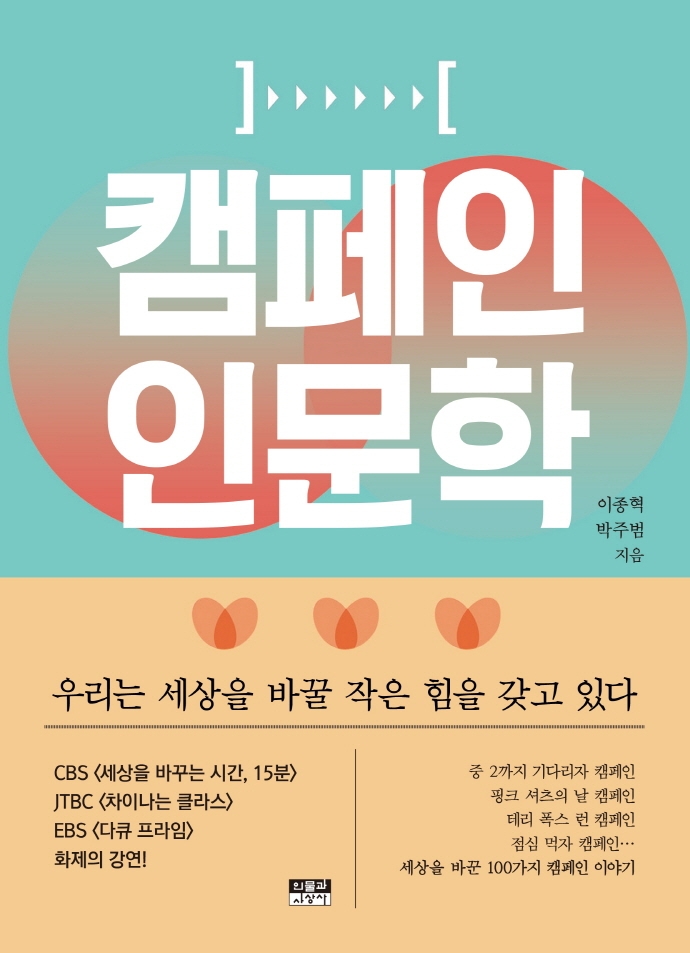 캠페인
인문학
이종혁
박주범
지음
우리는 세상을 바꿀 작은 힘을 갖고 있다
CBS 〈세상을 바꾸는 시간, 15분〉
JTBC 〈차이나는 클라스〉
EBS 〈다큐 프라임〉
화제의 강연!
중 2까지 기다리자 캠페인
핑크 셔츠의 날 캠페인
테리 폭스 런 캠페인
점심 먹자 캠페인…
세상을 바꾼 100가지 캠페인 이야기
인물과
사상사